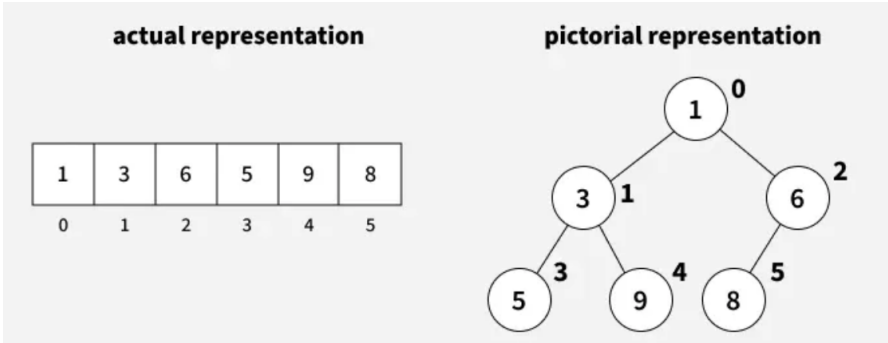 actual representation
pictorial representation
1 3 6 5 9 8
0 1 2 3 4 5
1 0
3 1 6 2
5 3 9 4 8 5